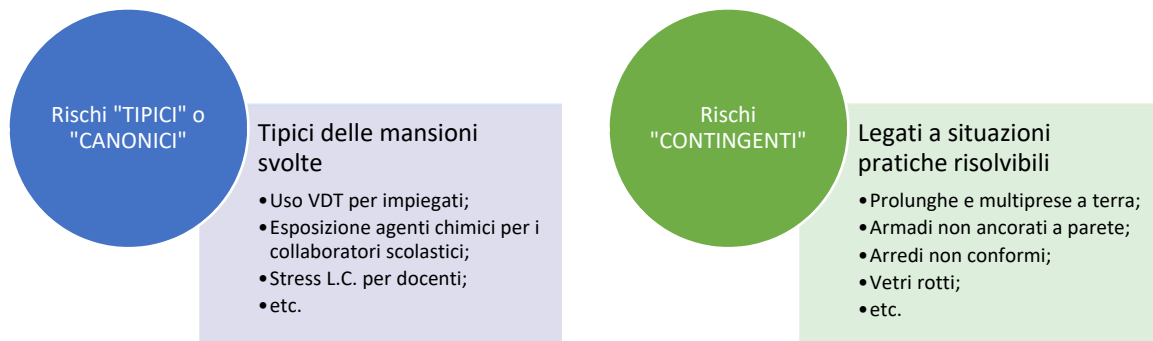 Rischi "TIPICI" o
"CANONICI"
Tipici delle mansioni
svolte
•Uso VDT per impiegati;
•Esposizione agenti chimici per i
collaboratori scolastici;
•Stress L.C. per docenti;
•etc.
Rischi
"CONTINGENTI"
Legati a situazioni
pratiche risolvibili
•Prolunghe e multiprese a terra;
•Armadi non ancorati a parete;
•Arredi non conformi;
•Vetri rotti;
•etc.